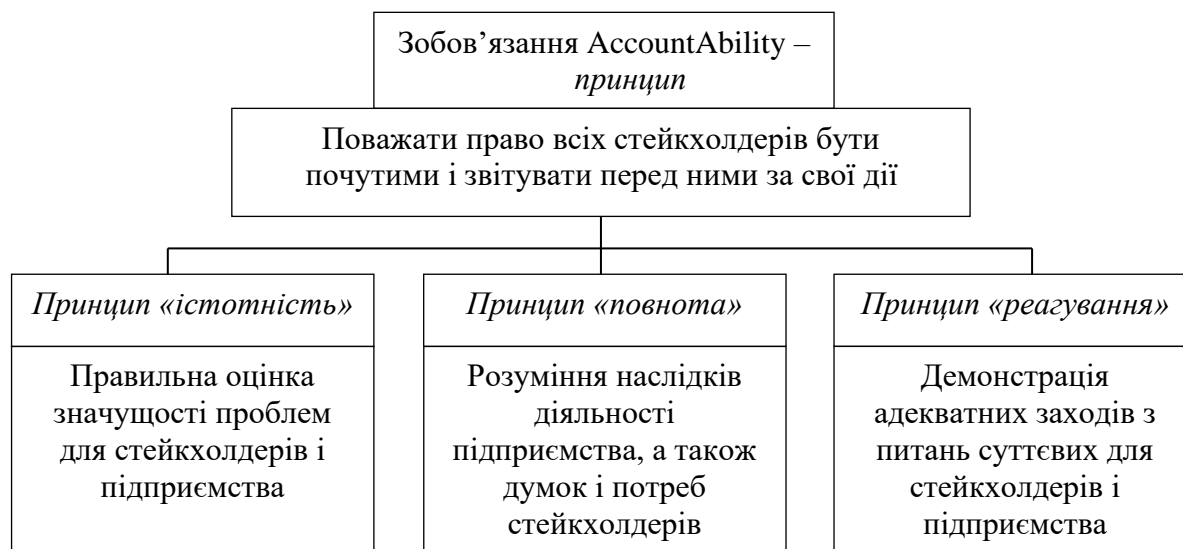 Зобов’язання AccountAbility –
принцип
Поважати право всіх стейкхолдерів бути
почутими і звітувати перед ними за свої дії
Принцип «істотність»
Правильна оцінка
значущості проблем
для стейкхолдерів і
підприємства
Принцип «повнота»
Розуміння наслідків
діяльності
підприємства, а також
думок і потреб
стейкхолдерів
Принцип «реагування»
Демонстрація
адекватних заходів з
питань суттєвих для
стейкхолдерів і
підприємства